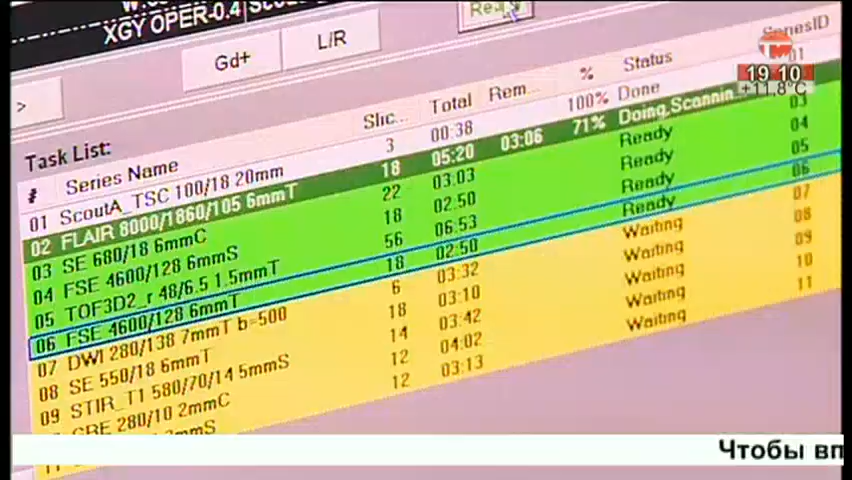 XGY OPER-0.4
Ready
> Gd+ L/R
19 10
+11,8°C
Task List:
# Series Name Slic... Total Rem... % Status SeriesID
01 ScoutA_TSC 100/18 20mm 3 00:38 100% Done 01
02 FLAIR 8000/1860/105 6mmT 18 05:20 03:06 71% Doing,Scannin...
03 SE 680/18 6mmC 22 03:03 Ready 03
04 FSE 4600/128 6mmS 18 02:50 Ready 04
05 TOF3D2_r 48/6.5 1.5mmT 56 06:53 Ready 05
06 FSE 4600/128 6mmT 18 02:50 Ready 06
07 DWI 280/138 7mmT b=500 6 03:32 Waiting 07
08 SE 550/18 6mmT 18 03:10 Waiting 08
09 STIR_T1 580/70/14 5mmS 14 03:42 Waiting 09
GRE 280/10 2mmC 12 04:02 Waiting 10
12 03:13 Waiting 11
Чтобы вп